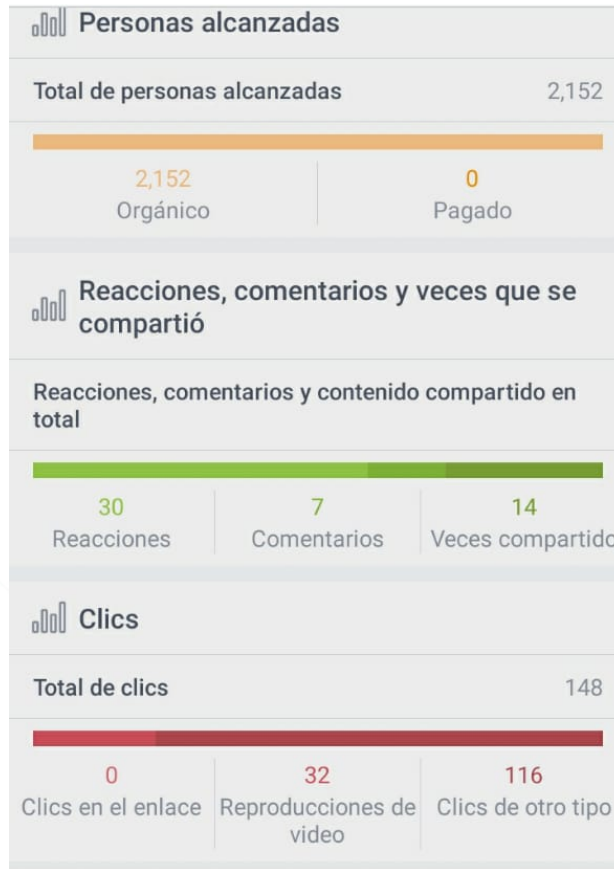 Personas alcanzadas
Total de personas alcanzadas 2,152
2,152 0
Orgánico Pagado
Reacciones, comentarios y veces que se
compartió
Reacciones, comentarios y contenido compartido en
total
30 7 14
Reacciones Comentarios Veces compartido
Clics
Total de clics 148
0 32 116
Clics en el enlace Reproducciones de Clics de otro tipo
video